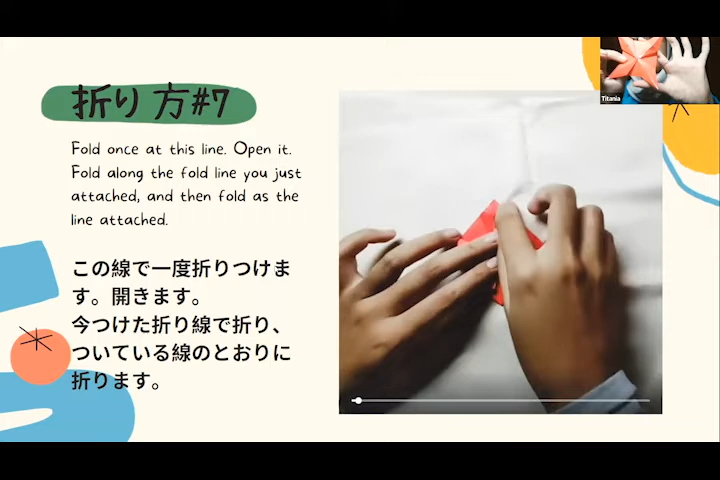 折り方#7
Fold once at this line. Open it.
Fold along the fold line you just
attached, and then fold as the
line attached.
この線で一度折りつけま
す。開きます。
今つけた折り線で折り、
ついている線のとおりに
折ります。
Titania